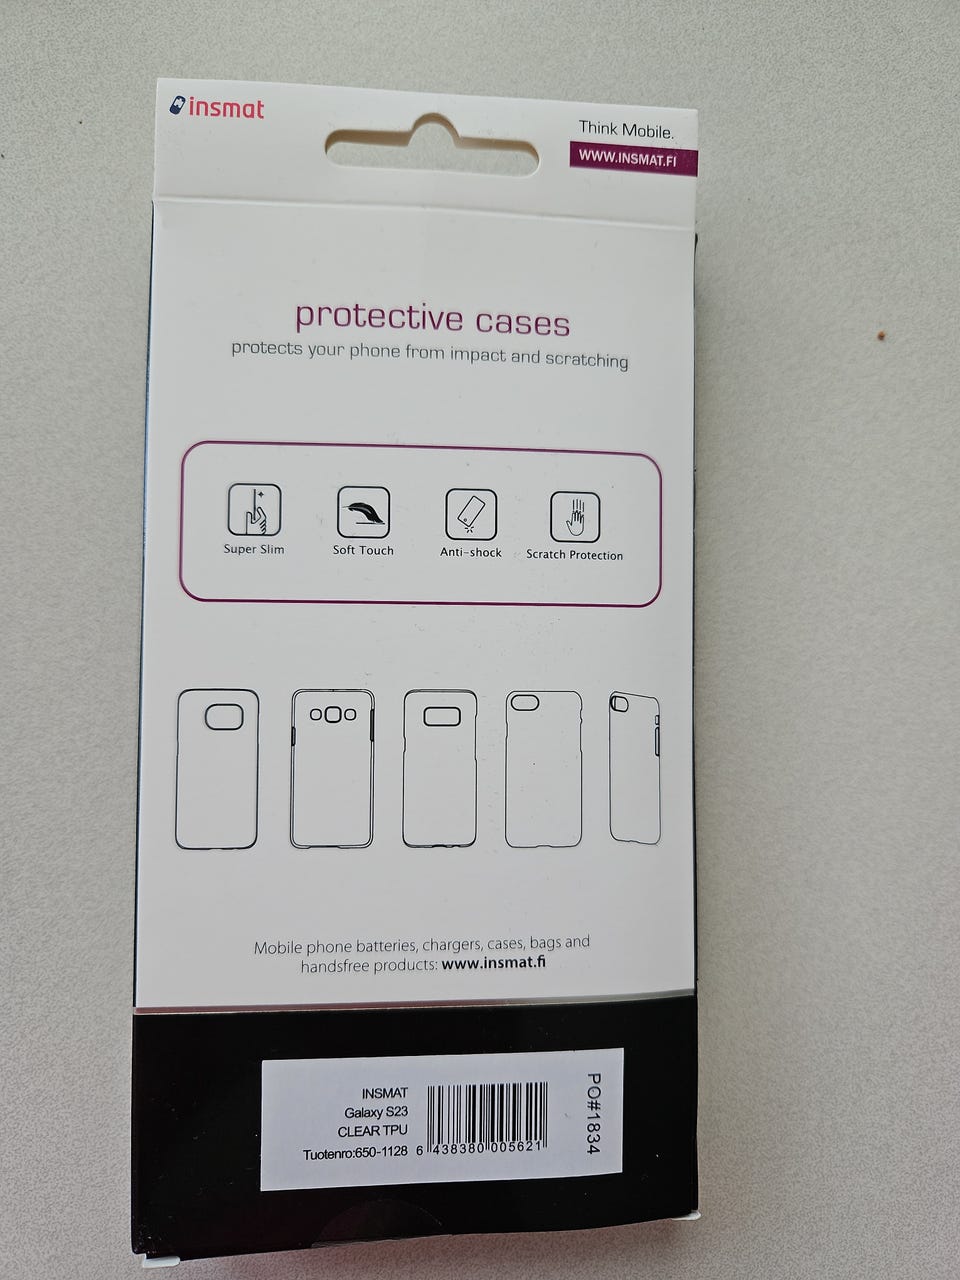 insmat
Think Mobile.
WWW.INSMAT.FI
protective cases
protects your phone from impact and scratching
Super Slim
Soft Touch
Anti-shock
Scratch Protection
Mobile phone batteries, chargers, cases, bags and
handsfree products: www.insmat.fi
INSMAT
Galaxy S23
CLEAR TPU
Tuotenro:650-1128
6 438380 005621
PO#1834